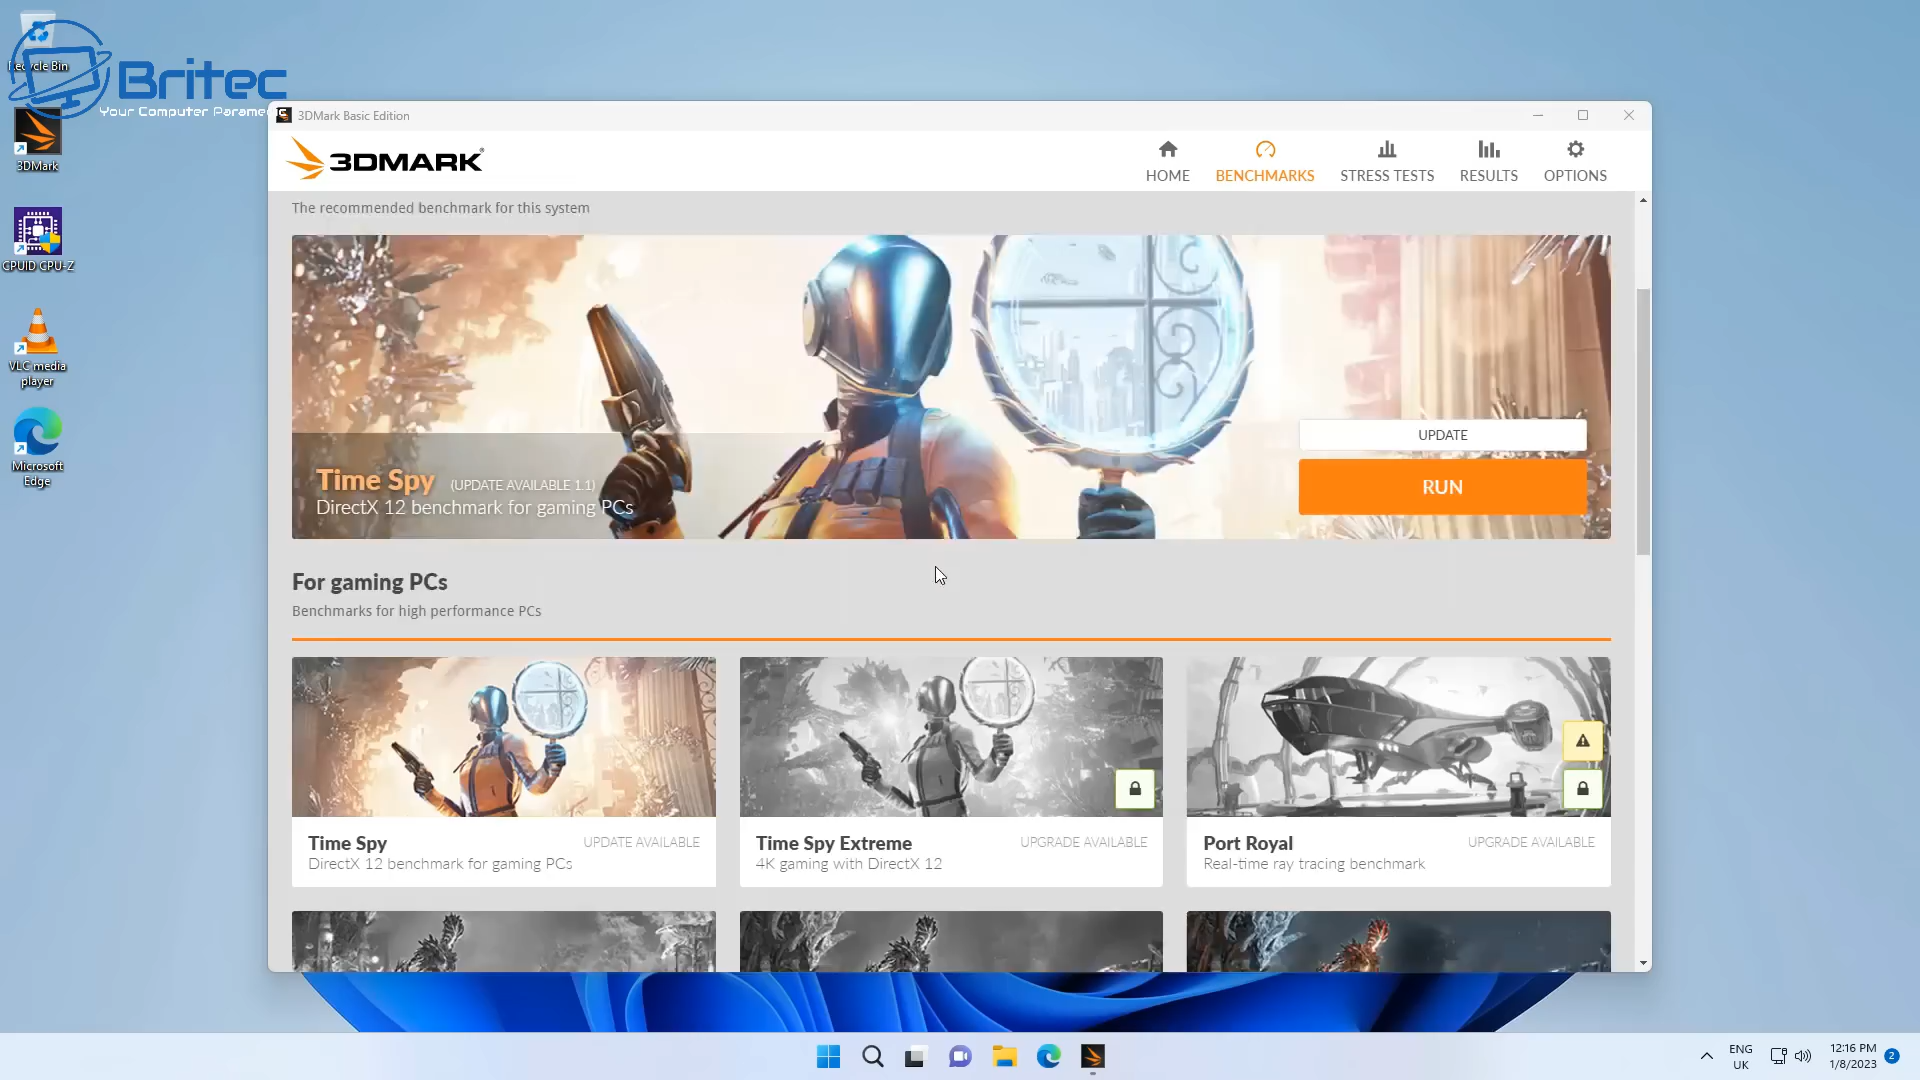 Recycle Bin
Britec
Your Computer Parame
3DMark
CPUID CPU-Z
VLC media
player
Microsoft
Edge
3DMark Basic Edition
3DMARK
HOME
BENCHMARKS
STRESS TESTS
RESULTS
OPTIONS
The recommended benchmark for this system
Time Spy (UPDATE AVAILABLE 1.1)
DirectX 12 benchmark for gaming PCs
UPDATE
RUN
For gaming PCs
Benchmarks for high performance PCs
Time Spy UPDATE AVAILABLE
DirectX 12 benchmark for gaming PCs
Time Spy Extreme UPGRADE AVAILABLE
4K gaming with DirectX 12
Port Royal UPGRADE AVAILABLE
Real-time ray tracing benchmark
ENG
UK
12:16 PM
1/8/2023
2